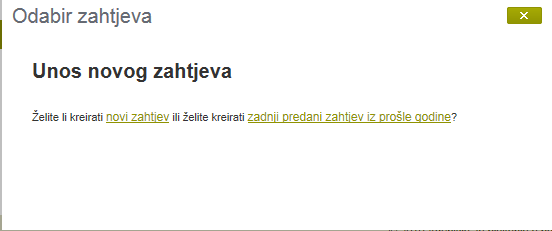 Odabir zahtjeva
Unos novog zahtjeva
Želite li kreirati novi zahtjev ili želite kreirati zadnji predani zahtjev iz prošle godine?